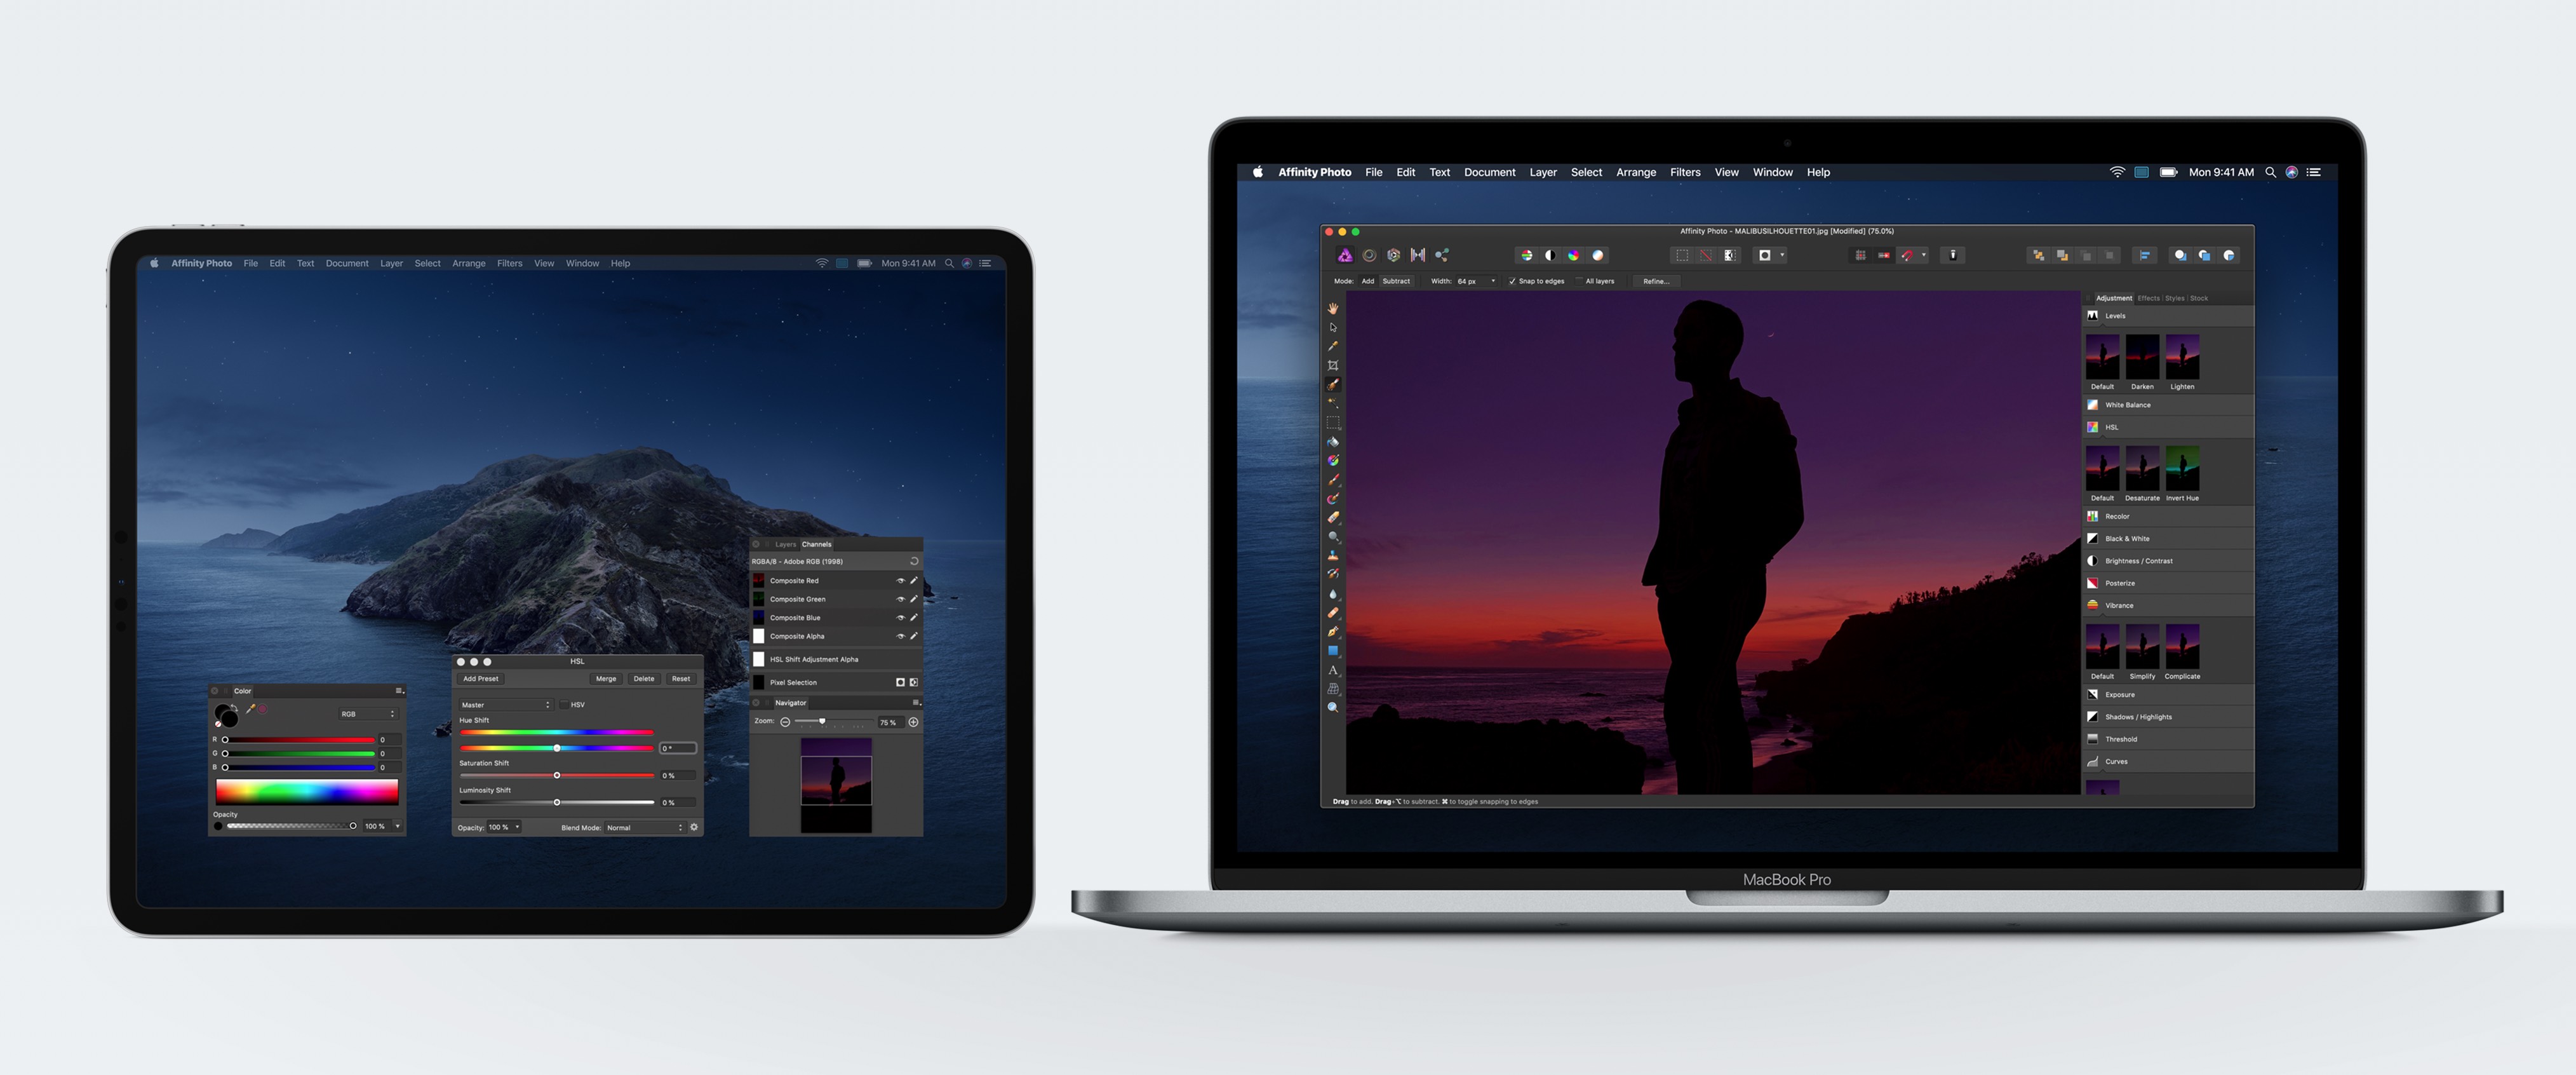 Affinity Photo File Edit Text Document Layer Select Arrange Filters View Window Help Mon 9:41 AM
Layers Channels
RGBA/8 - Adobe RGB (1998)
Composite Red
Composite Green
Composite Blue
Composite Alpha
HSL Shift Adjustment Alpha
Pixel Selection
Navigator
Zoom: 75 %
HSL
Add Preset Merge Delete Reset
Master HSV
Hue Shift
0 °
Saturation Shift
0 %
Luminosity Shift
0 %
Opacity: 100 % Blend Mode: Normal
Color
RGB
R 0
G 0
B 0
Opacity
100 %
Affinity Photo File Edit Text Document Layer Select Arrange Filters View Window Help Mon 9:41 AM
Affinity Photo - MALIBUSILHOUETTE01.jpg [Modified] (75.0%)
Mode: Add Subtract Width: 64 px Snap to edges All layers Refine...
Adjustment Effects Styles Stock
Levels
Default Darken Lighten
White Balance
HSL
Default Desaturate Invert Hue
Recolor
Black & White
Brightness / Contrast
Posterize
Vibrance
Default Simplify Complicate
Exposure
Shadows / Highlights
Threshold
Curves
Drag to add. Drag+⌥ to subtract. ⌘ to toggle snapping to edges
MacBook Pro